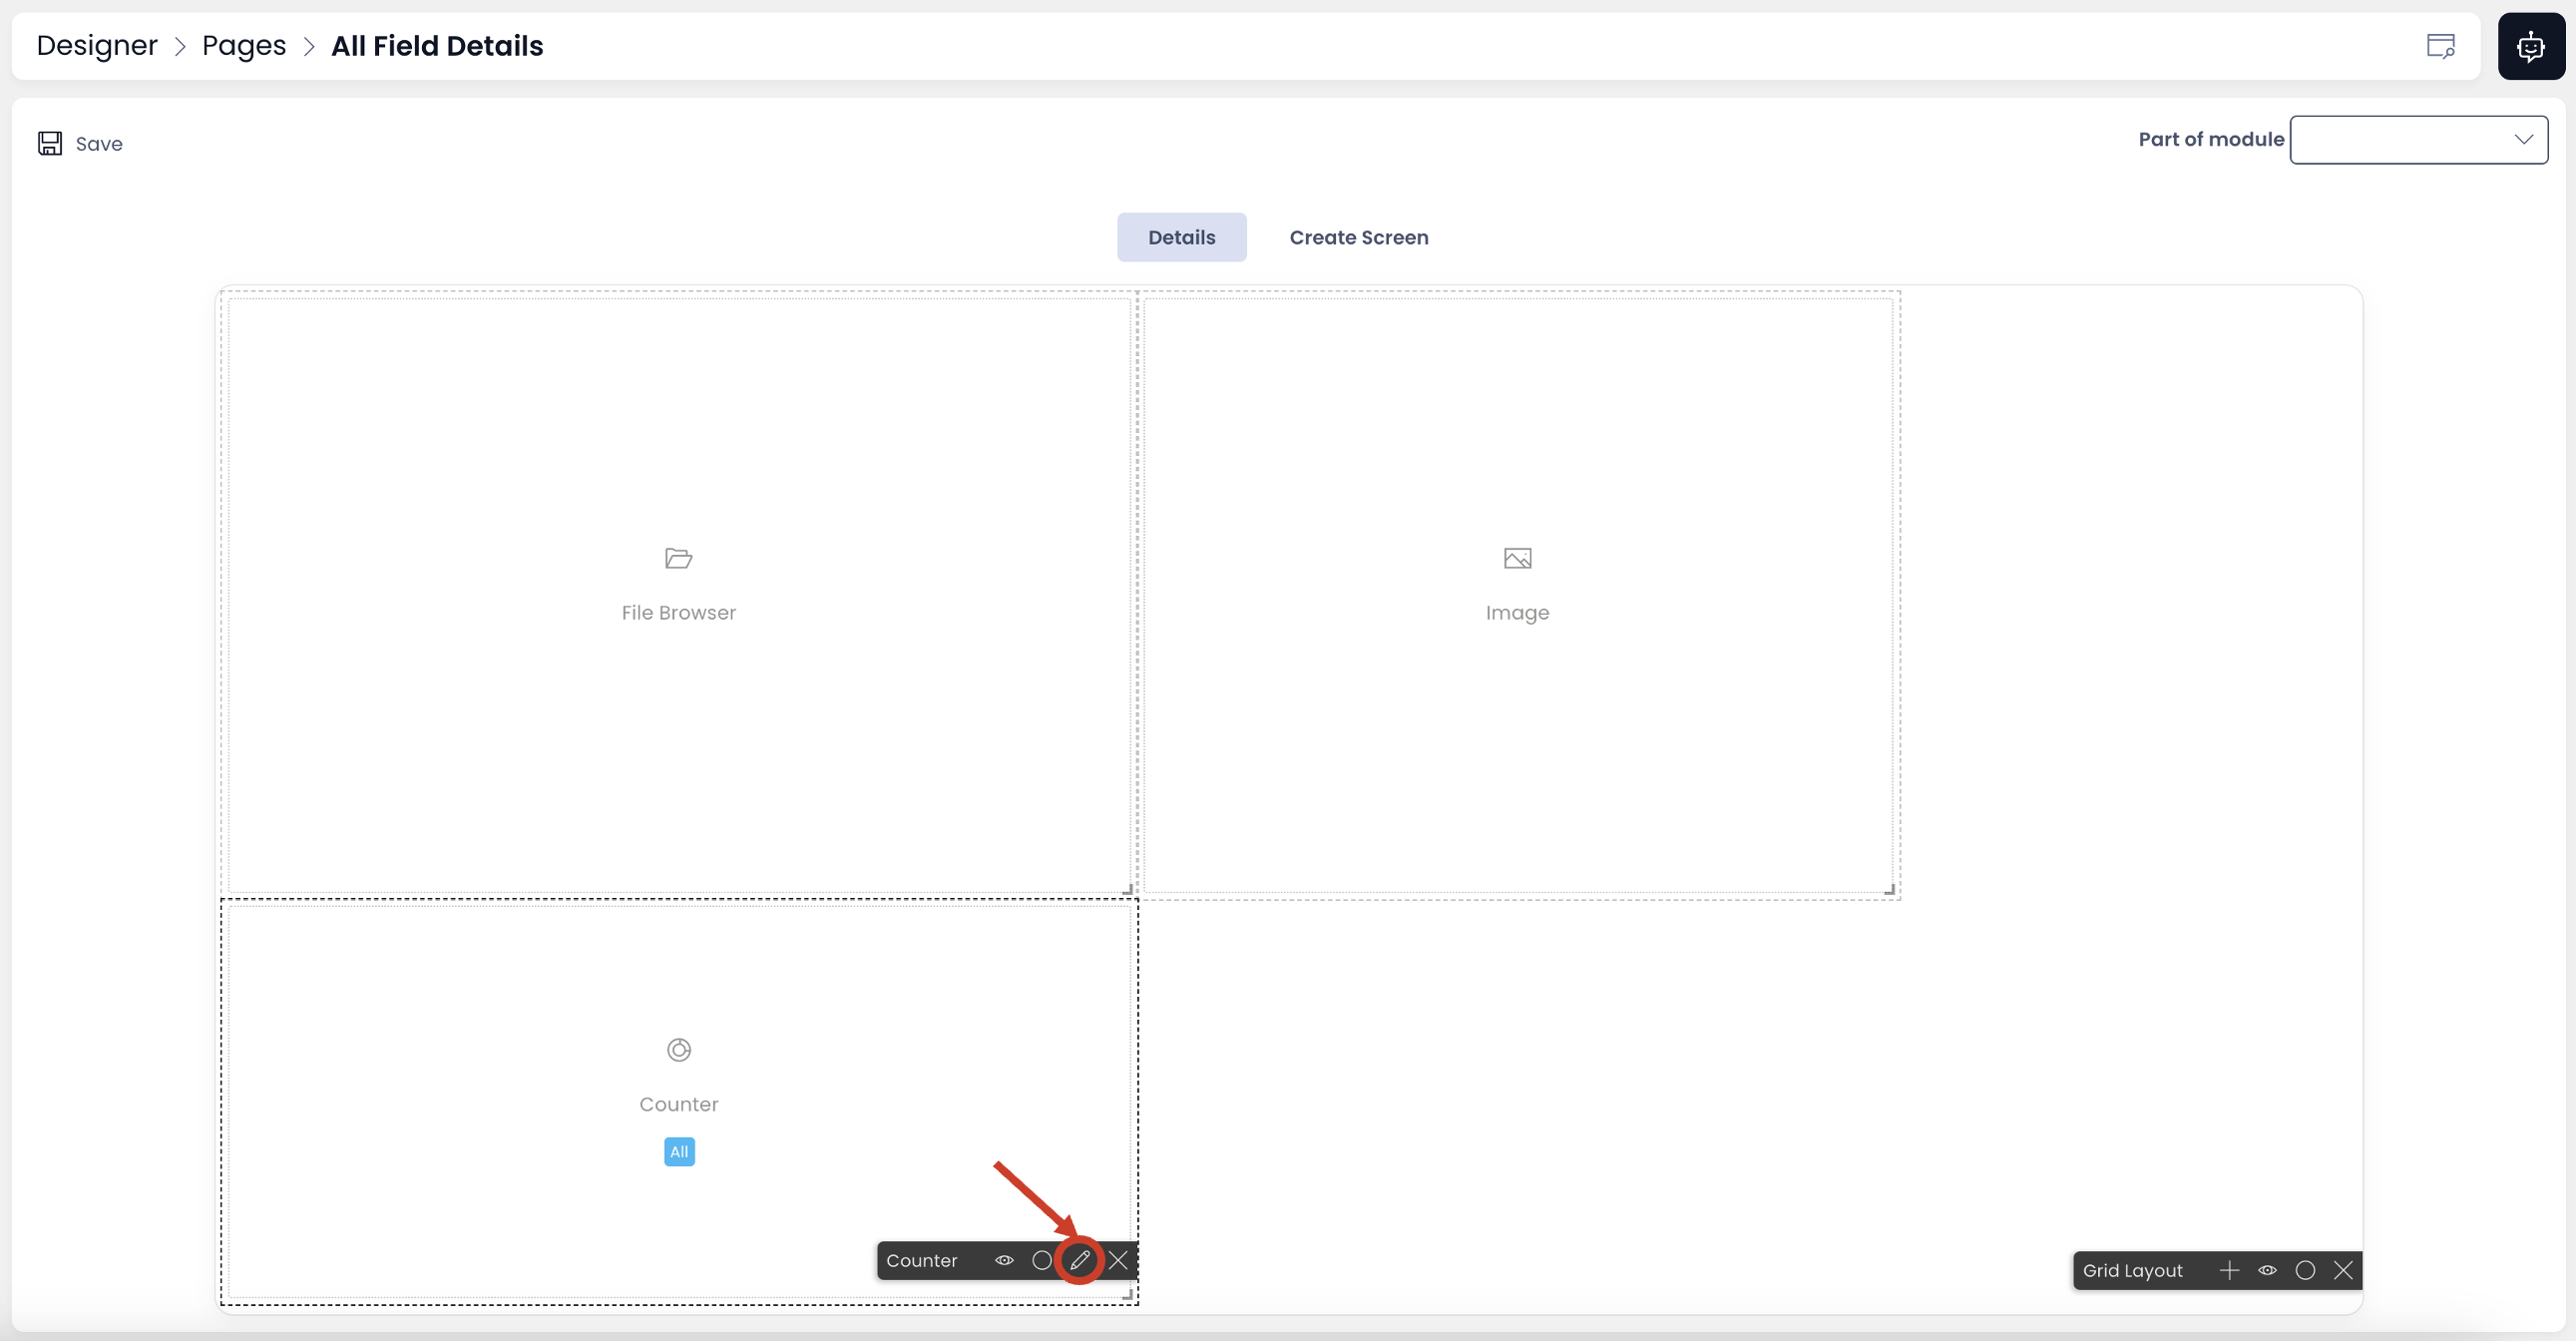 Designer > Pages > All Field Details
Save
Part of module
Details
Create Screen
File Browser
Image
Counter
All
Counter
Grid Layout